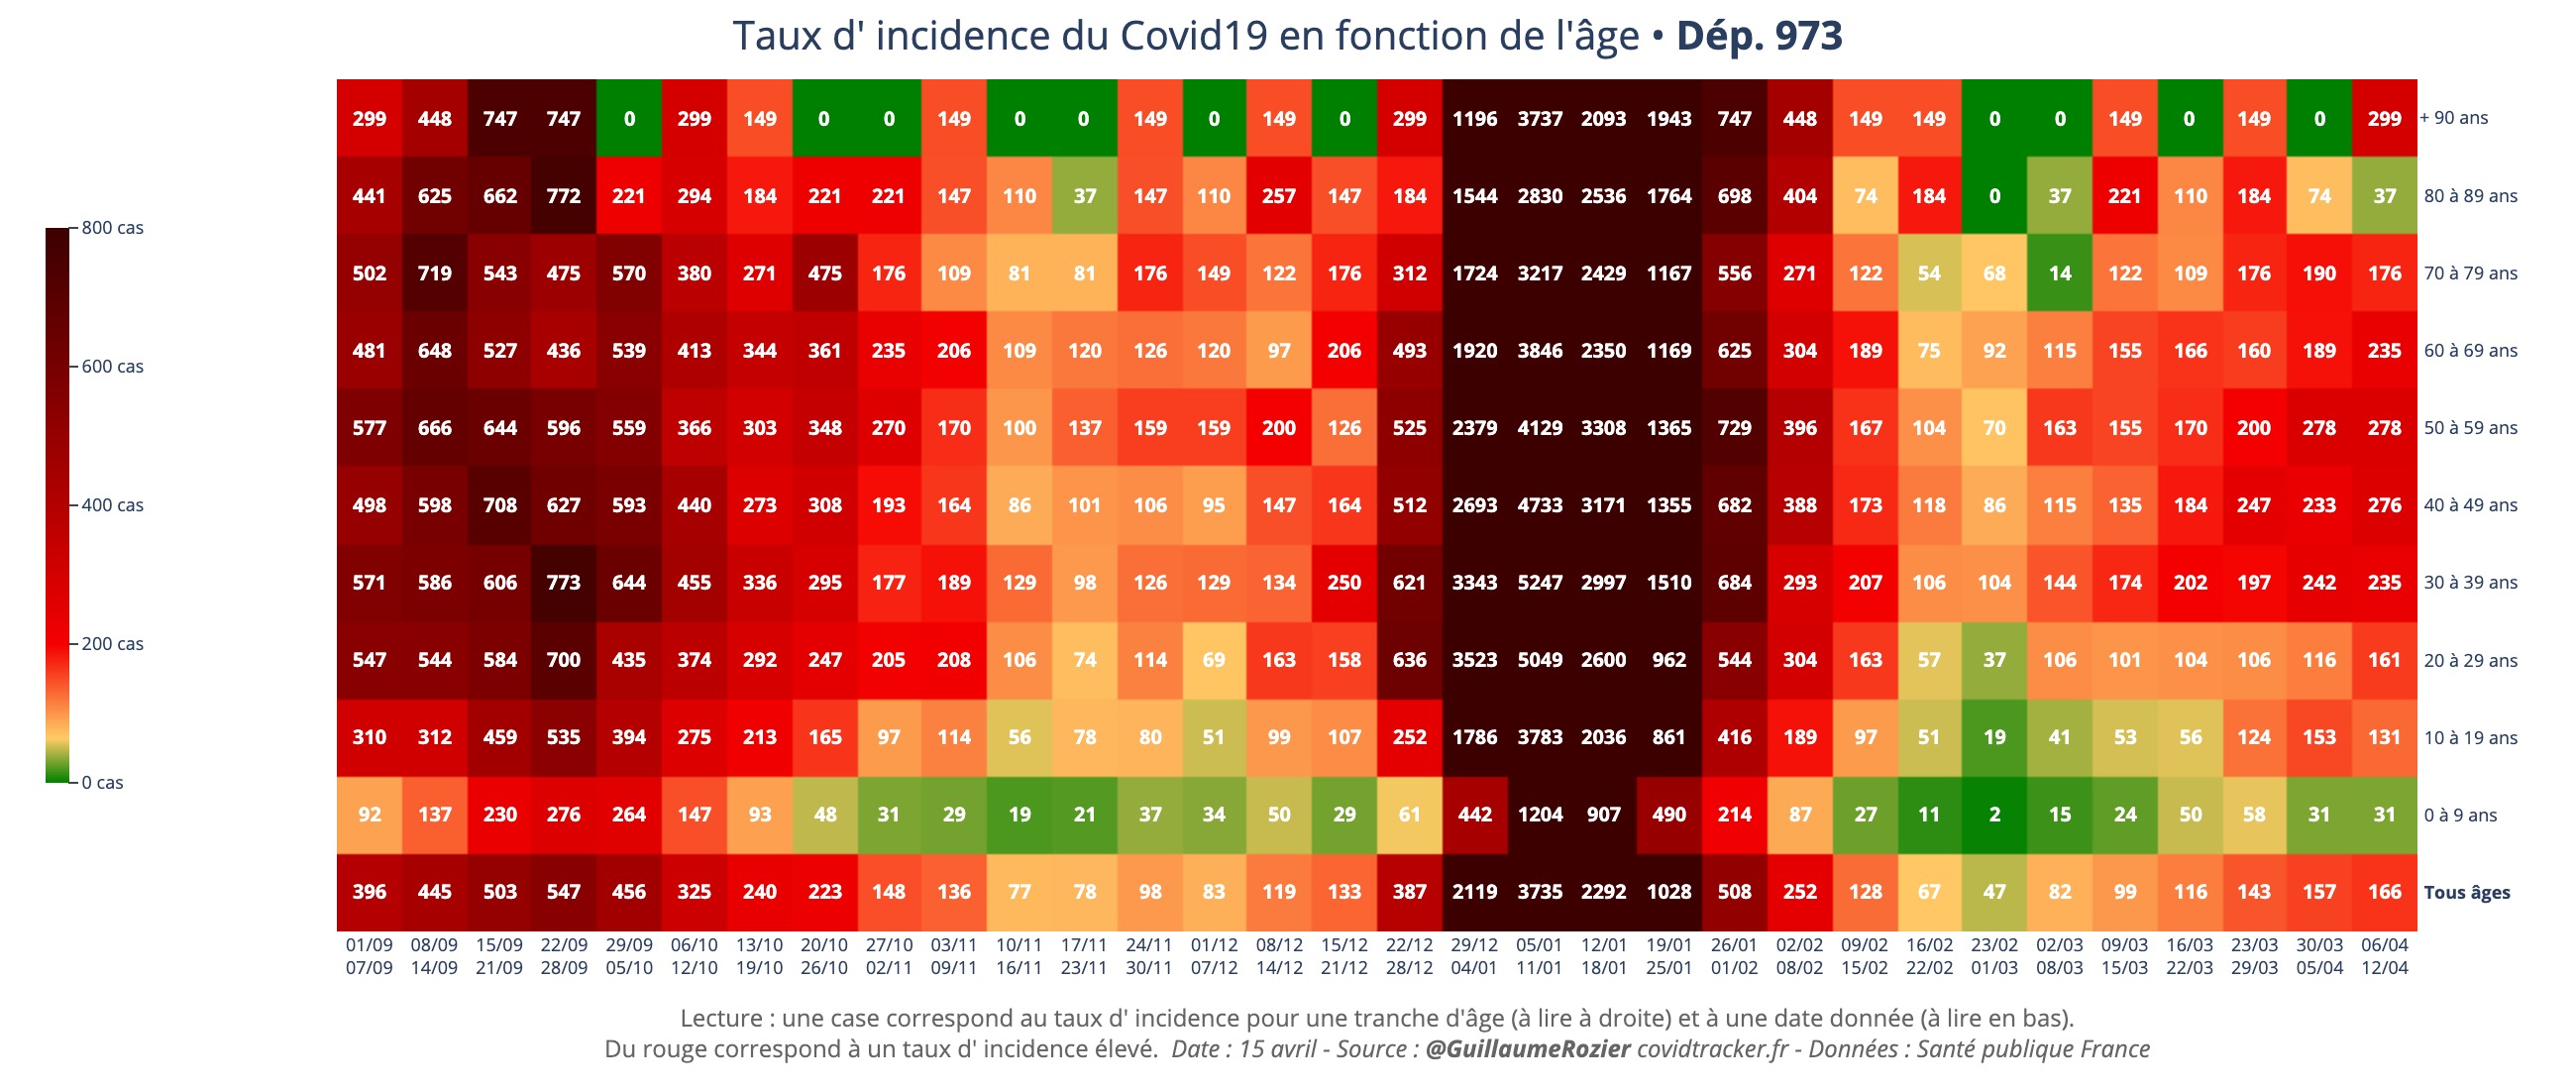 Taux d' incidence du Covid19 en fonction de l'âge • Dép. 973
299 448 747 747 0 299 149 0 0 149 0 0 149 0 149 0 299 1196 3737 2093 1943 747 448 149 149 0 0 149 0 149 0 299 + 90 ans
441 625 662 772 221 294 184 221 221 147 110 37 147 110 257 147 184 1544 2830 2536 1764 698 404 74 184 0 37 221 110 184 74 37 80 à 89 ans
800 cas
502 719 543 475 570 380 271 475 176 109 81 81 176 149 122 176 312 1724 3217 2429 1167 556 271 122 54 68 14 122 109 176 190 176 70 à 79 ans
481 648 527 436 539 413 344 361 235 206 109 120 126 120 97 206 493 1920 3846 2350 1169 625 304 189 75 92 115 155 166 160 189 235 60 à 69 ans
600 cas
577 666 644 596 559 366 303 348 270 170 100 137 159 159 200 126 525 2379 4129 3308 1365 729 396 167 104 70 163 155 170 200 278 278 50 à 59 ans
400 cas
498 598 708 627 593 440 273 308 193 164 86 101 106 95 147 164 512 2693 4733 3171 1355 682 388 173 118 86 115 135 184 247 233 276 40 à 49 ans
571 586 606 773 644 455 336 295 177 189 129 98 126 129 134 250 621 3343 5247 2997 1510 684 293 207 106 104 144 174 202 197 242 235 30 à 39 ans
200 cas
547 544 584 700 435 374 292 247 205 208 106 74 114 69 163 158 636 3523 5049 2600 962 544 304 163 57 37 106 101 104 106 116 161 20 à 29 ans
310 312 459 535 394 275 213 165 97 114 56 78 80 51 99 107 252 1786 3783 2036 861 416 189 97 51 19 41 53 56 124 153 131 10 à 19 ans
0 cas
92 137 230 276 264 147 93 48 31 29 19 21 37 34 50 29 61 442 1204 907 490 214 87 27 11 2 15 24 50 58 31 31 0 à 9 ans
396 445 503 547 456 325 240 223 148 136 77 78 98 83 119 133 387 2119 3735 2292 1028 508 252 128 67 47 82 99 116 143 157 166 Tous âges
01/09 08/09 15/09 22/09 29/09 06/10 13/10 20/10 27/10 03/11 10/11 17/11 24/11 01/12 08/12 15/12 22/12 29/12 05/01 12/01 19/01 26/01 02/02 09/02 16/02 23/02 02/03 09/03 16/03 23/03 30/03 06/04
07/09 14/09 21/09 28/09 05/10 12/10 19/10 26/10 02/11 09/11 16/11 23/11 30/11 07/12 14/12 21/12 28/12 04/01 11/01 18/01 25/01 01/02 08/02 15/02 22/02 01/03 08/03 15/03 22/03 29/03 05/04 12/04
Lecture : une case correspond au taux d' incidence pour une tranche d'âge (à lire à droite) et à une date donnée (à lire en bas).
Du rouge correspond à un taux d' incidence élevé. Date : 15 avril - Source : @GuillaumeRozier covidtracker.fr - Données : Santé publique France